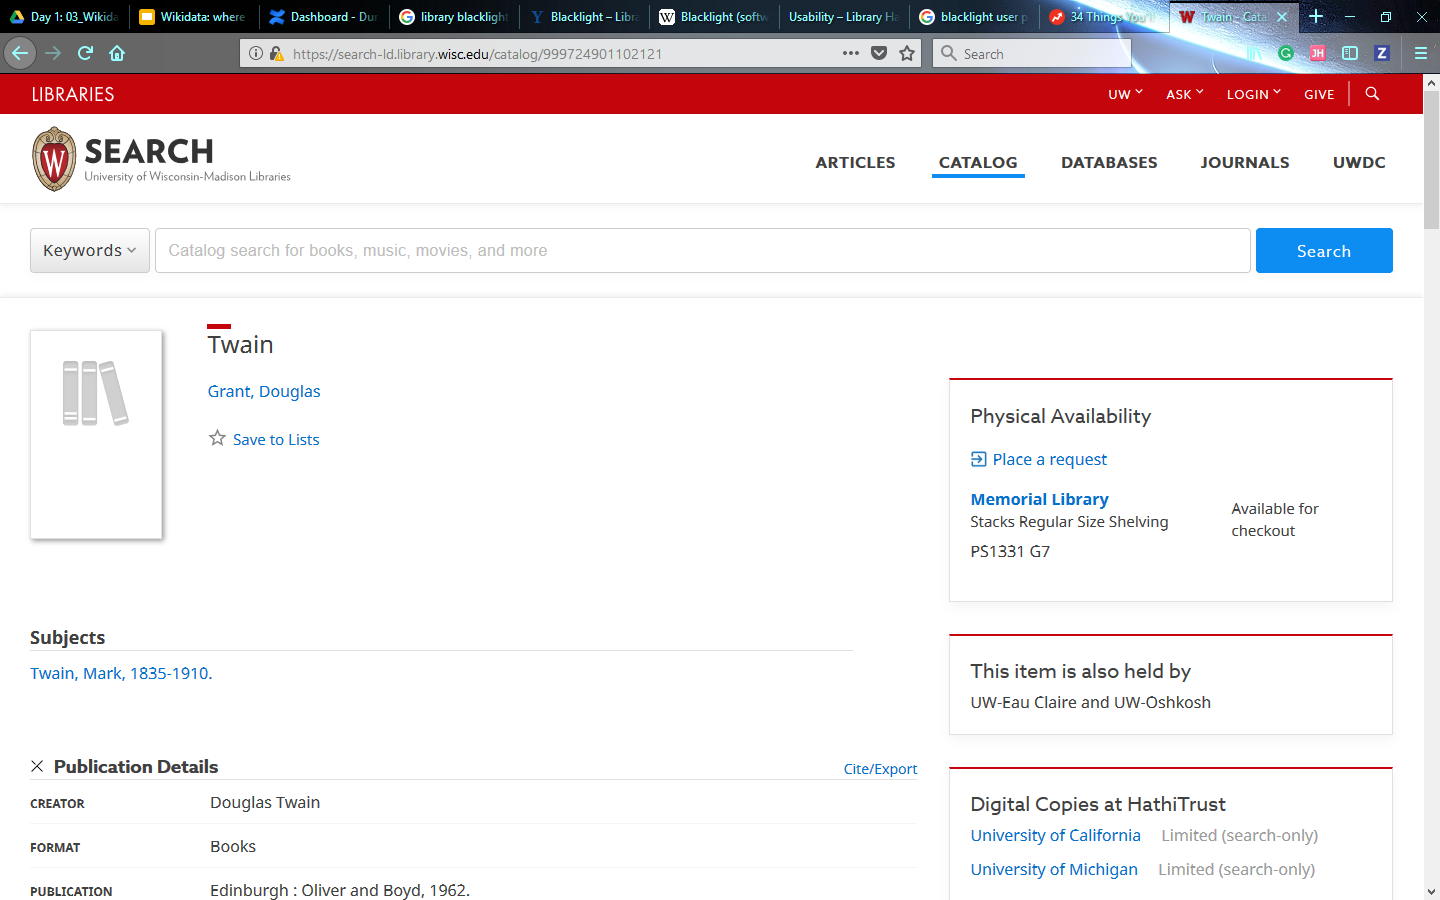 Day 1: 03_Wikida
Wikidata: where
Dashboard - Dur
library blacklight
Blacklight – Libra
Blacklight (softw
Usability – Library Ha
blacklight user p
34 Things You'll
Twain - Cata
https://search-ld.library.wisc.edu/catalog/999724901102121
Search
LIBRARIES
UW
ASK
LOGIN
GIVE
SEARCH
University of Wisconsin-Madison Libraries
ARTICLES
CATALOG
DATABASES
JOURNALS
UWDC
Keywords
Catalog search for books, music, movies, and more
Search
Twain
Grant, Douglas
Save to Lists
Physical Availability
Place a request
Memorial Library
Stacks Regular Size Shelving
PS1331 G7
Available for
checkout
Subjects
Twain, Mark, 1835-1910.
This item is also held by
UW-Eau Claire and UW-Oshkosh
Publication Details
Cite/Export
CREATOR
Douglas Twain
FORMAT
Books
PUBLICATION
Edinburgh : Oliver and Boyd, 1962.
Digital Copies at HathiTrust
University of California
Limited (search-only)
University of Michigan
Limited (search-only)